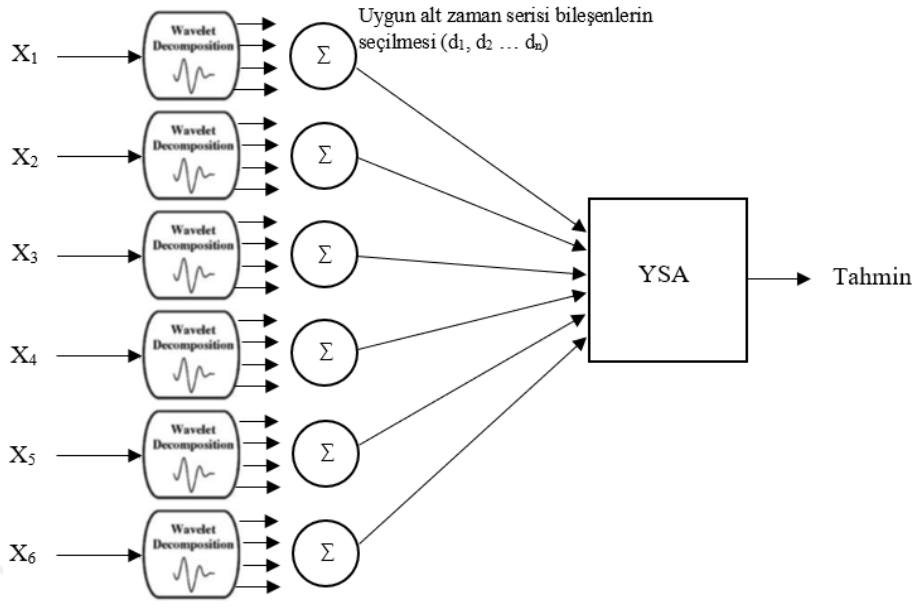 Uygun alt zaman serisi bileşenlerin
seçilmesi (d₁, d₂ … dₙ)
X₁
Wavelet
Decomposition
Σ
X₂
Wavelet
Decomposition
Σ
X₃
Wavelet
Decomposition
Σ
YSA
Tahmin
X₄
Wavelet
Decomposition
Σ
X₅
Wavelet
Decomposition
Σ
X₆
Wavelet
Decomposition
Σ